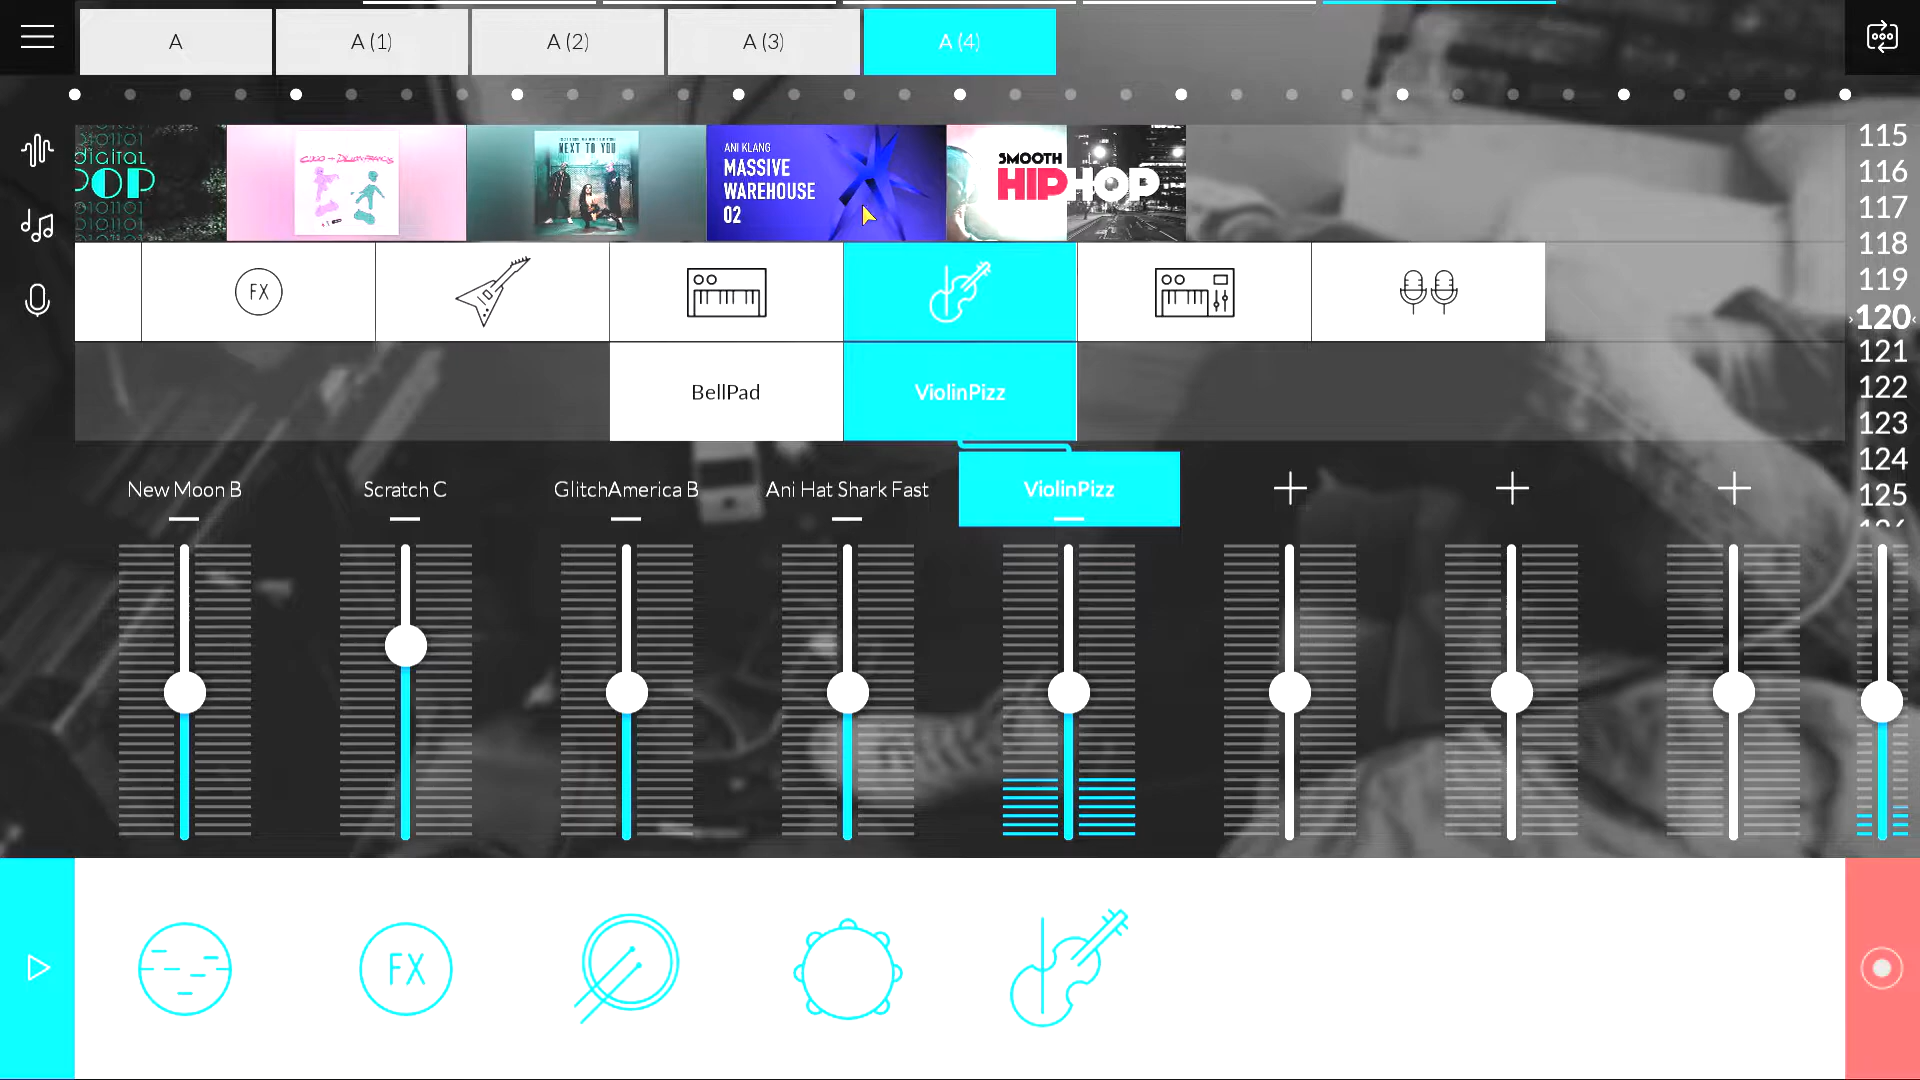 A
A (1)
A (2)
A (3)
A (4)
digital
POP
NEXT TO YOU
ANI KLANG
MASSIVE
WAREHOUSE
02
SMOOTH
HIPHOP
115
116
117
118
119
120
121
122
123
124
125
FX
BellPad
ViolinPizz
New Moon B
Scratch C
GlitchAmerica B
Ani Hat Shark Fast
ViolinPizz
FX